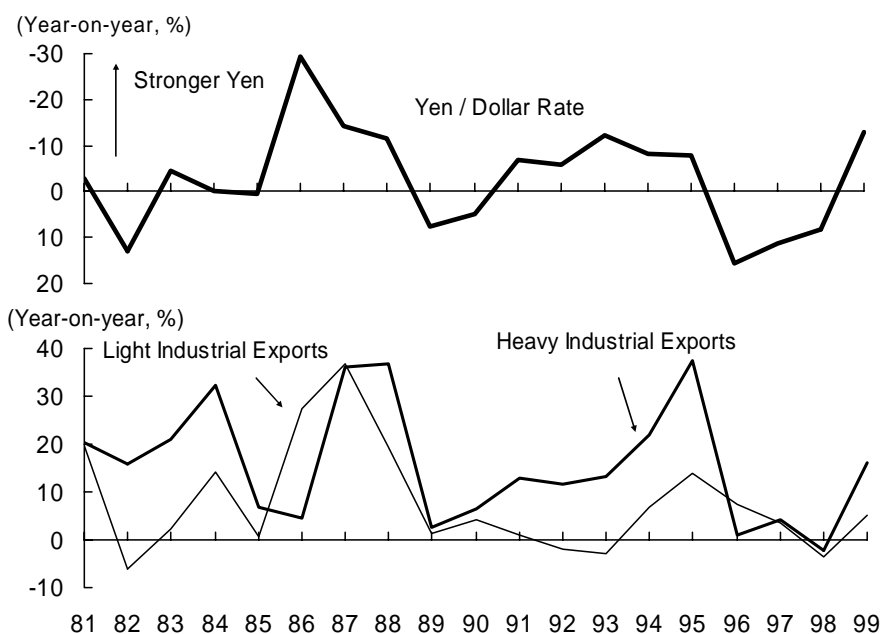 (Year-on-year, %)
-30
Stronger Yen
-20
Yen / Dollar Rate
-10
0
10
20
(Year-on-year, %)
40
Light Industrial Exports
Heavy Industrial Exports
30
20
10
0
-10
81 82 83 84 85 86 87 88 89 90 91 92 93 94 95 96 97 98 99